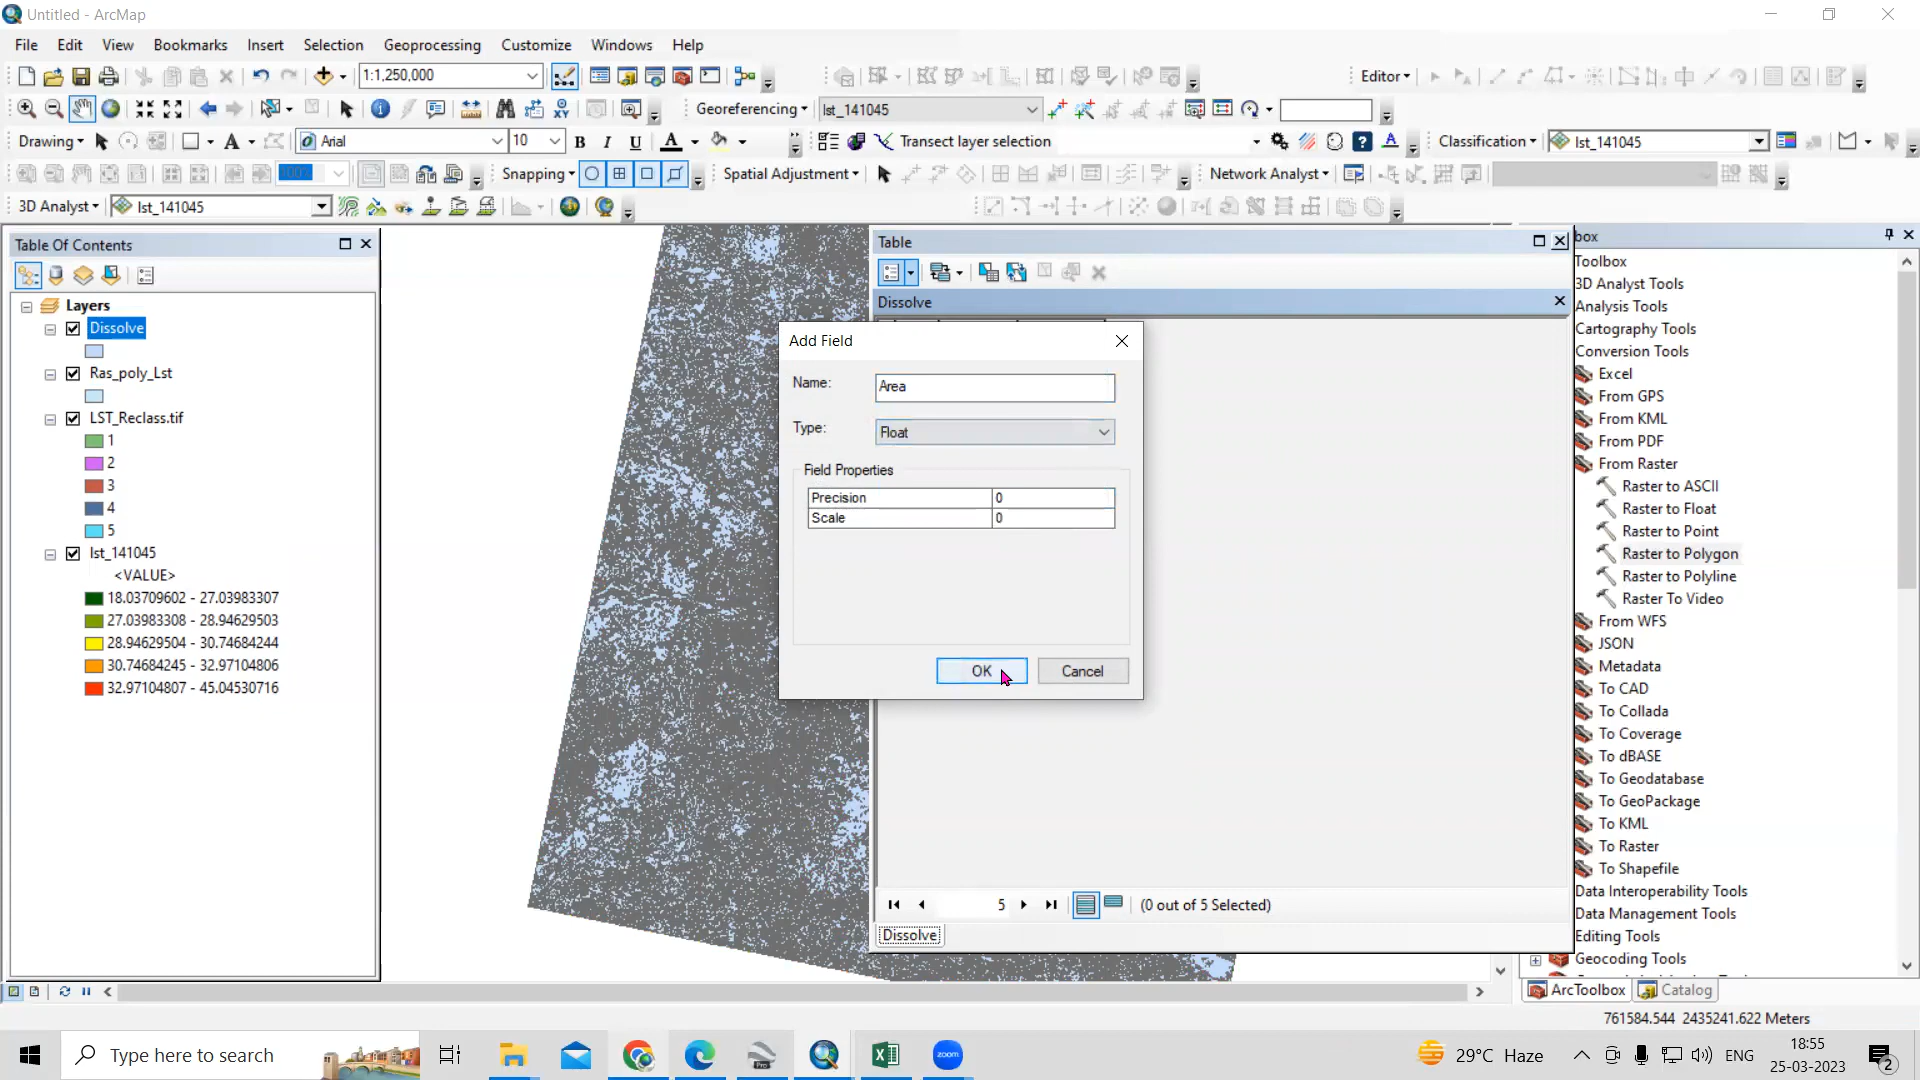 Untitled - ArcMap
File Edit View Bookmarks Insert Selection Geoprocessing Customize Windows Help
1:1,250,000 Editor
Georeferencing lst_141045
Drawing A Arial 10 B I U A Transect layer selection A Classification lst_141045
100% Snapping Spatial Adjustment Network Analyst
3D Analyst lst_141045
Table Of Contents
Layers
Dissolve
Ras_poly_Lst
LST_Reclass.tif
1
2
3
4
5
lst_141045
<VALUE>
18.03709602 - 27.03983307
27.03983308 - 28.94629503
28.94629504 - 30.74684244
30.74684245 - 32.97104806
32.97104807 - 45.04530716
Table
Dissolve
Add Field
Name: Area
Type: Float
Field Properties
Precision 0
Scale 0
OK Cancel
5 (0 out of 5 Selected)
Dissolve
box
Toolbox
3D Analyst Tools
Analysis Tools
Cartography Tools
Conversion Tools
Excel
From GPS
From KML
From PDF
From Raster
Raster to ASCII
Raster to Float
Raster to Point
Raster to Polygon
Raster to Polyline
Raster To Video
From WFS
JSON
Metadata
To CAD
To Collada
To Coverage
To dBASE
To Geodatabase
To GeoPackage
To KML
To Raster
To Shapefile
Data Interoperability Tools
Data Management Tools
Editing Tools
Geocoding Tools
ArcToolbox Catalog
761584.544 2435241.622 Meters
Type here to search Pro zoom 29°C Haze ENG 18:55
25-03-2023 2